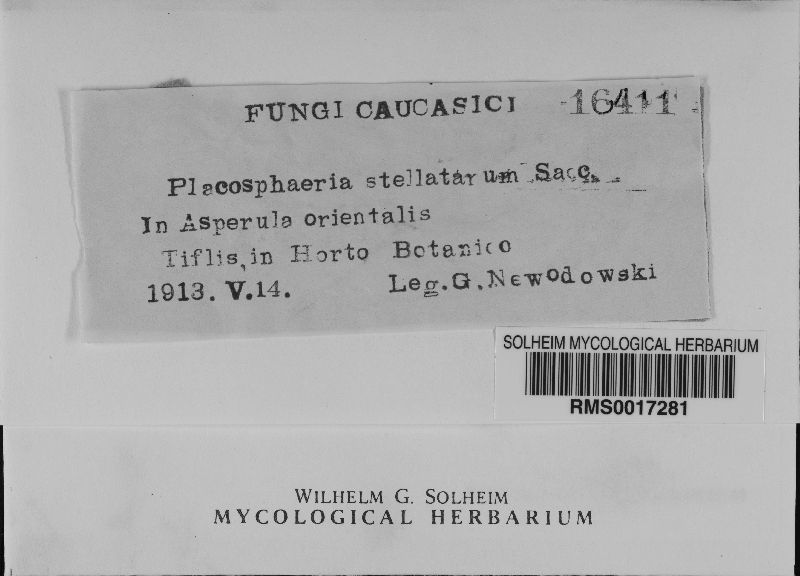 FUNGI CAUCASICI 16411
Placosphaeria stellatarum Sacc.
In Asperula orientalis
Tiflis, in Horto Botanico
1913. V.14. Leg. G. Newodowski
SOLHEIM MYCOLOGICAL HERBARIUM
RMS0017281
WILHELM G. SOLHEIM
MYCOLOGICAL HERBARIUM